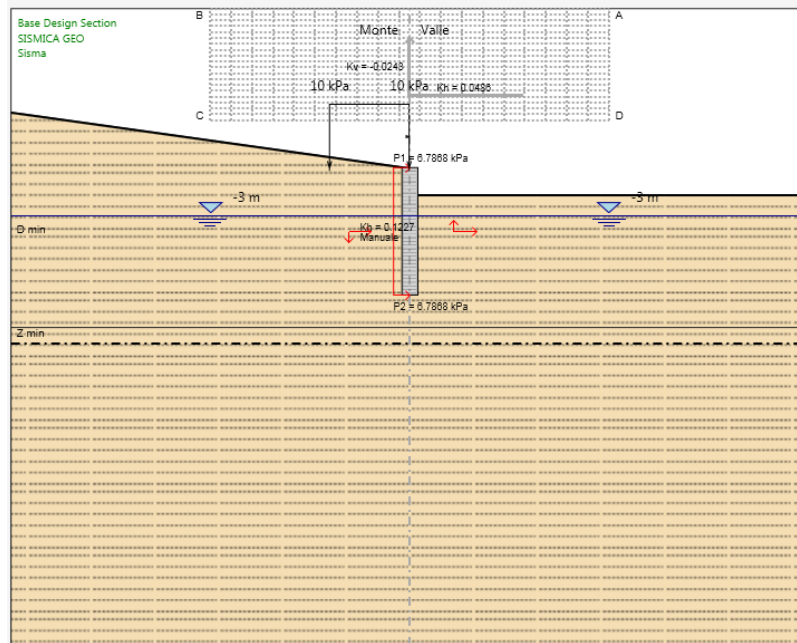 Base Design Section
SISMICA GEO
Sisma
B
A
Monte
Valle
Kv = -0.0243
10 kPa
10 kPa
Kh = 0.0486
C
D
P1 = 6.7868 kPa
-3 m
-3 m
D min
Kh = 0.1227
Manuale
P2 = 6.7868 kPa
Z min